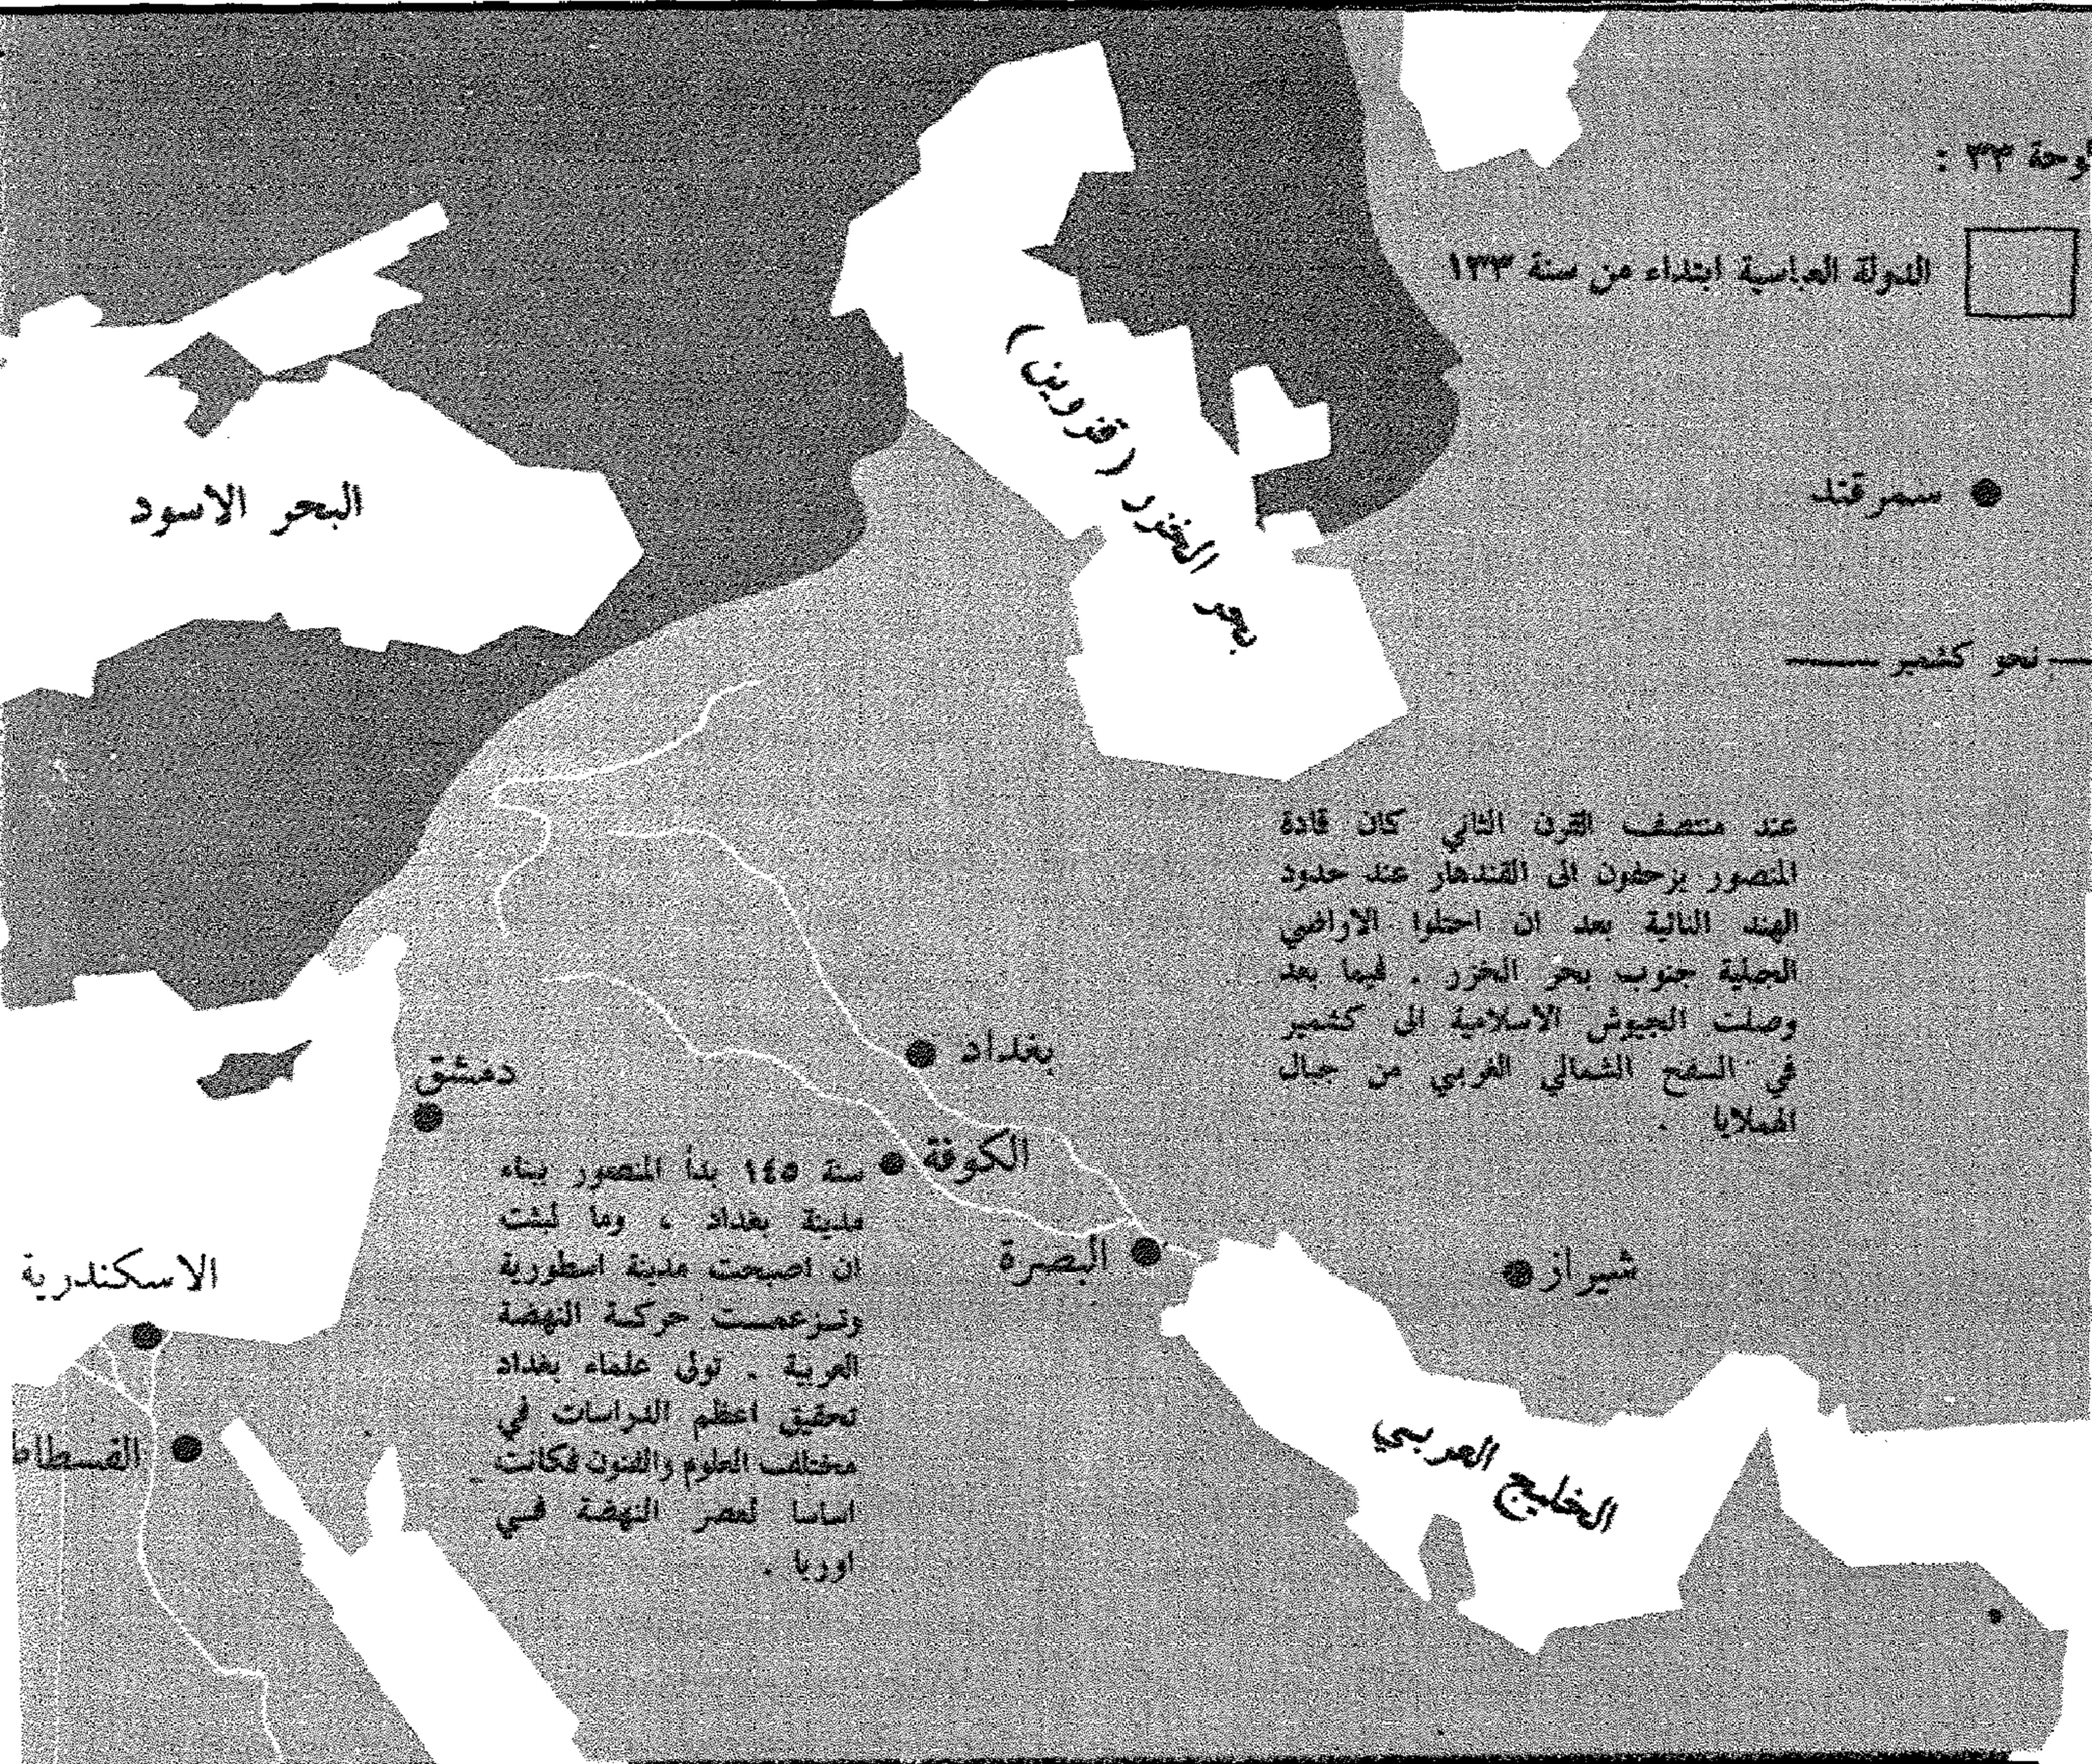 لوحة ٣٣ :
الدولة العباسية ابتداء من سنة ١٣٣
سمرقند
نحو كشمير
بحر الخزر (قزوين)
البحر الاسود
عند منتصف القرن الثاني كان قادة
المنصور يزحفون الى القندهار عند حدود
الهند النائية بعد ان احتلوا الاراضي
الجبلية جنوب بحر الخزر . فيما بعد
وصلت الجيوش الاسلامية الى كشمير
في السفح الشمالي الغربي من جبال
الهملايا .
بغداد
دمشق
الكوفة
سنة ١٤٥ بدأ المنصور ببناء
مدينة بغداد ، وما لبثت
ان اصبحت مدينة اسطورية
وتزعمت حركة النهضة
العربية . تولى علماء بغداد
تحقيق اعظم الدراسات في
مختلف العلوم والفنون فكانت
اساسا لعصر النهضة في
اوربا .
البصرة
شيراز
الاسكندرية
الفسطاط
الخليج العربي